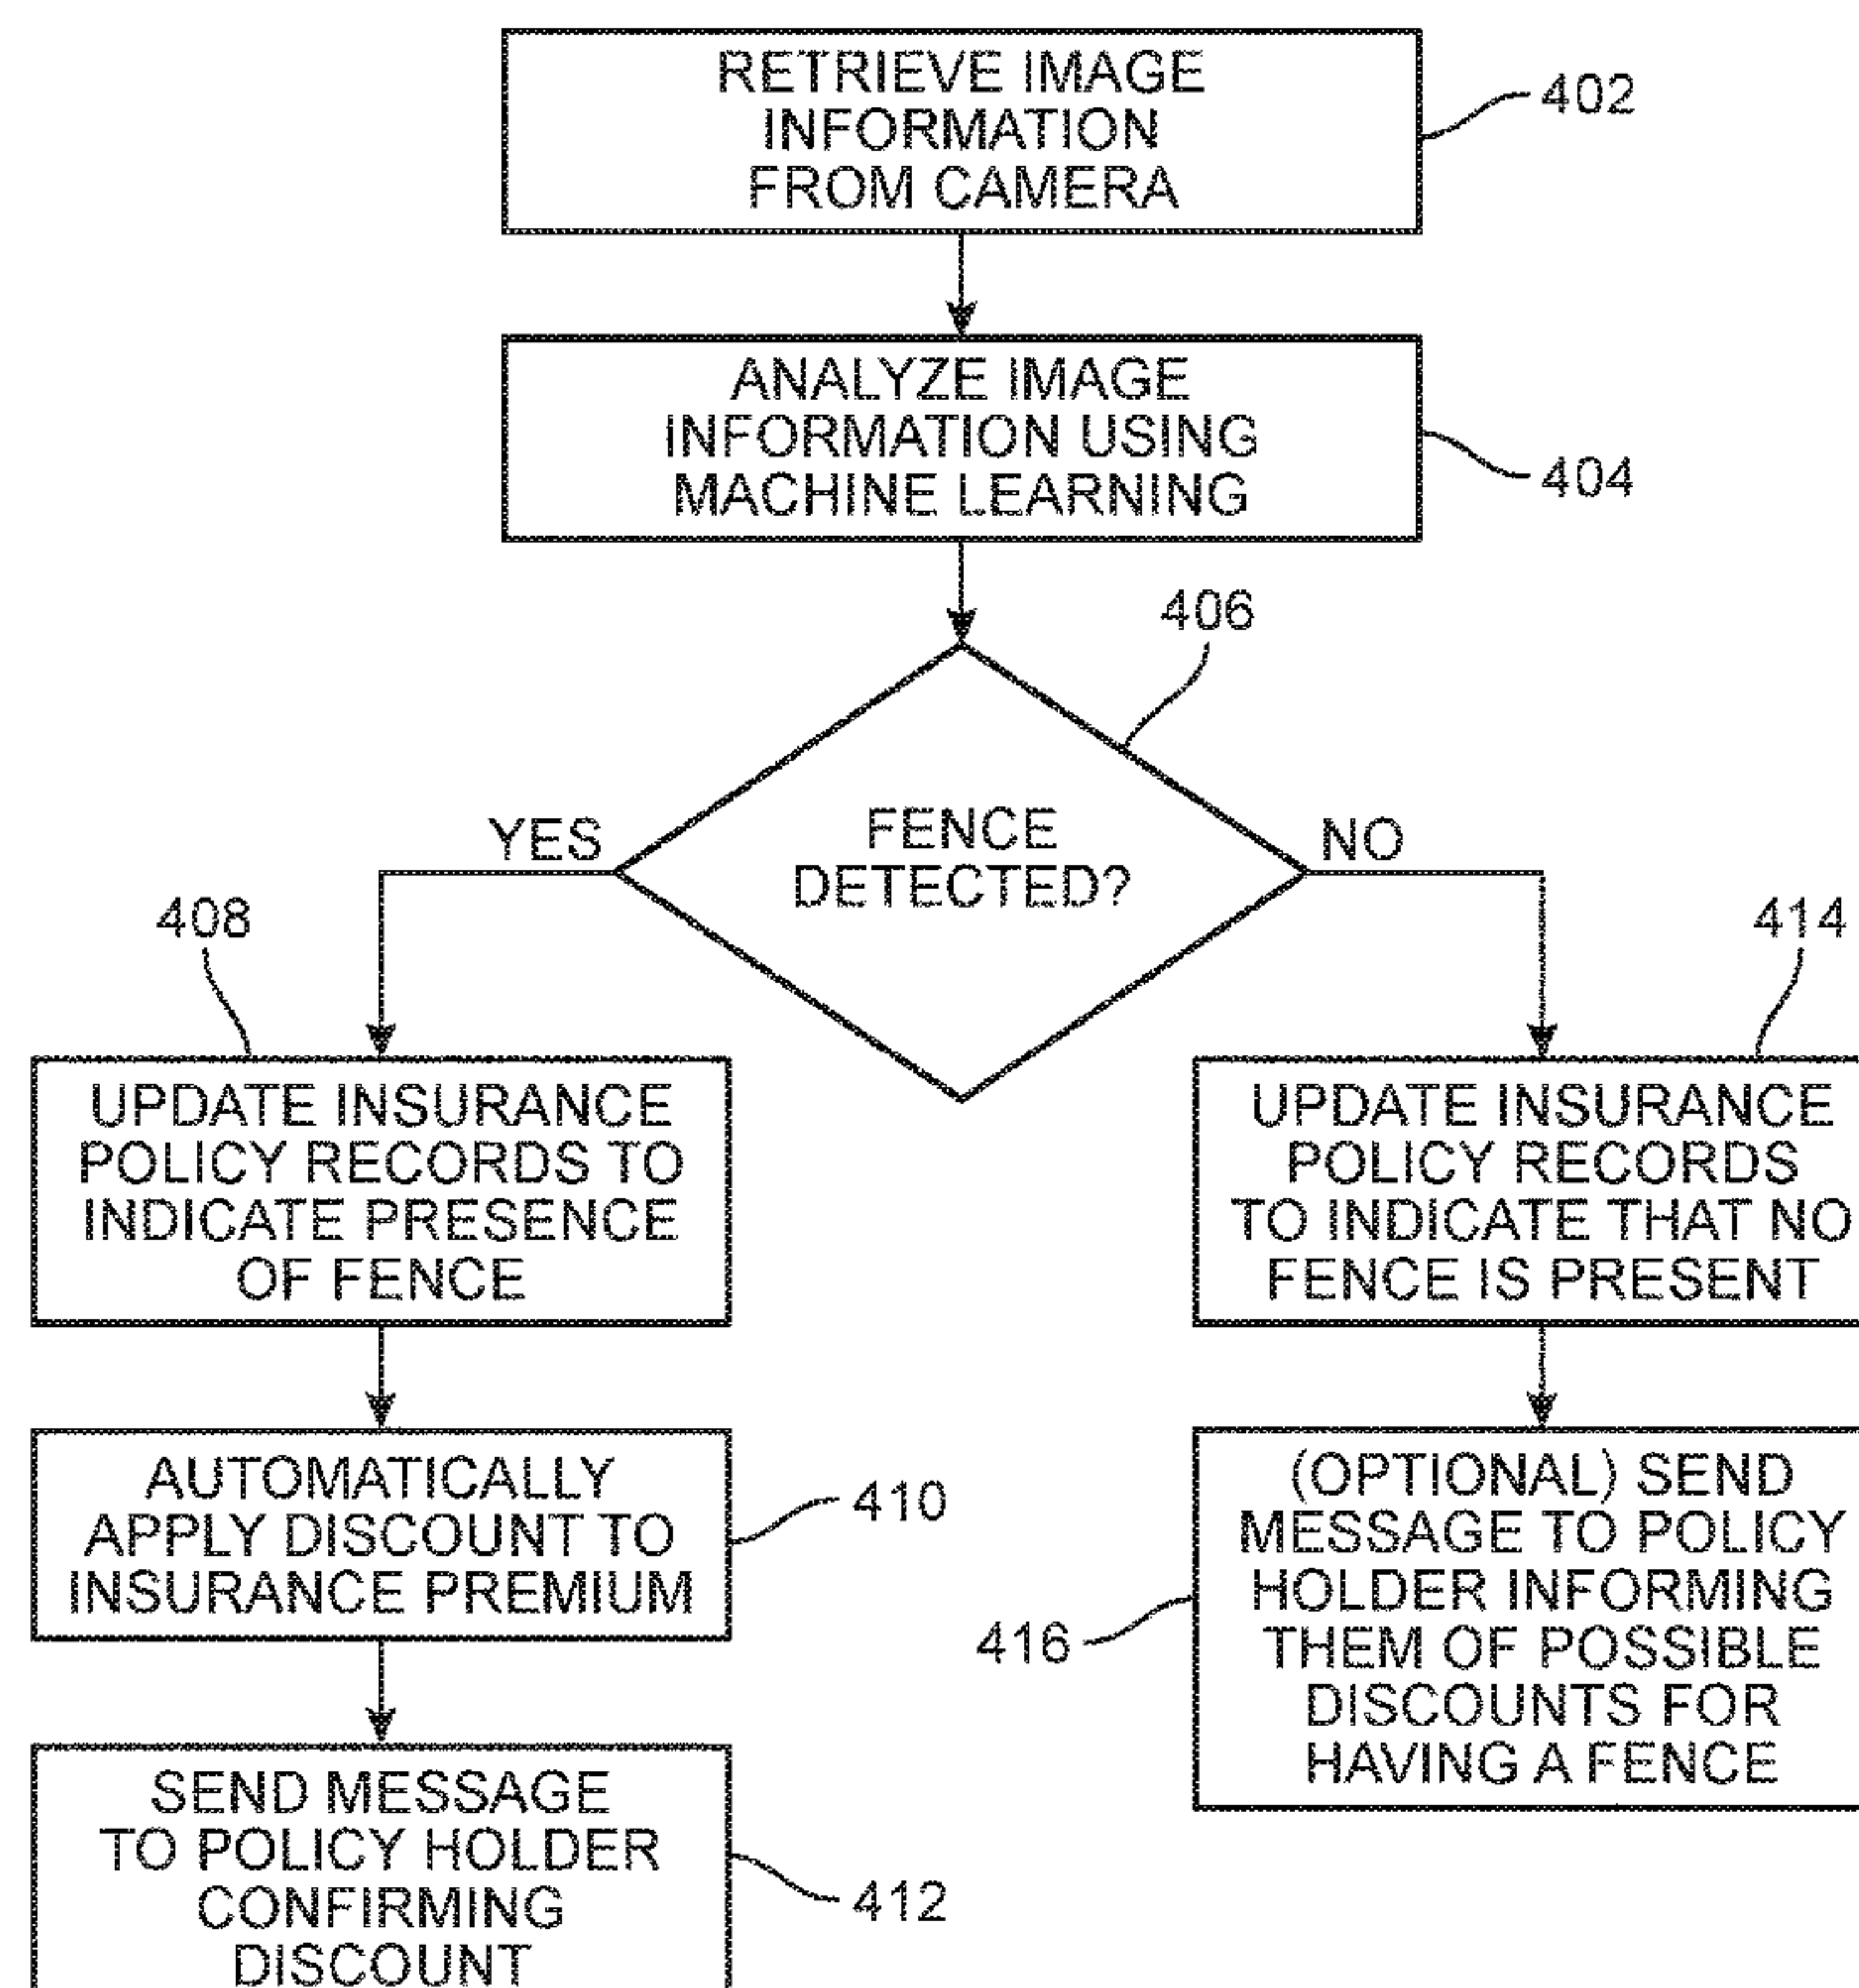 RETRIEVE IMAGE
INFORMATION
FROM CAMERA
402
ANALYZE IMAGE
INFORMATION USING
MACHINE LEARNING
404
406
FENCE
DETECTED?
YES
NO
408
UPDATE INSURANCE
POLICY RECORDS TO
INDICATE PRESENCE
OF FENCE
414
UPDATE INSURANCE
POLICY RECORDS
TO INDICATE THAT NO
FENCE IS PRESENT
AUTOMATICALLY
APPLY DISCOUNT TO
INSURANCE PREMIUM
410
(OPTIONAL) SEND
MESSAGE TO POLICY
HOLDER INFORMING
THEM OF POSSIBLE
DISCOUNTS FOR
HAVING A FENCE
416
SEND MESSAGE
TO POLICY HOLDER
CONFIRMING
DISCOUNT
412